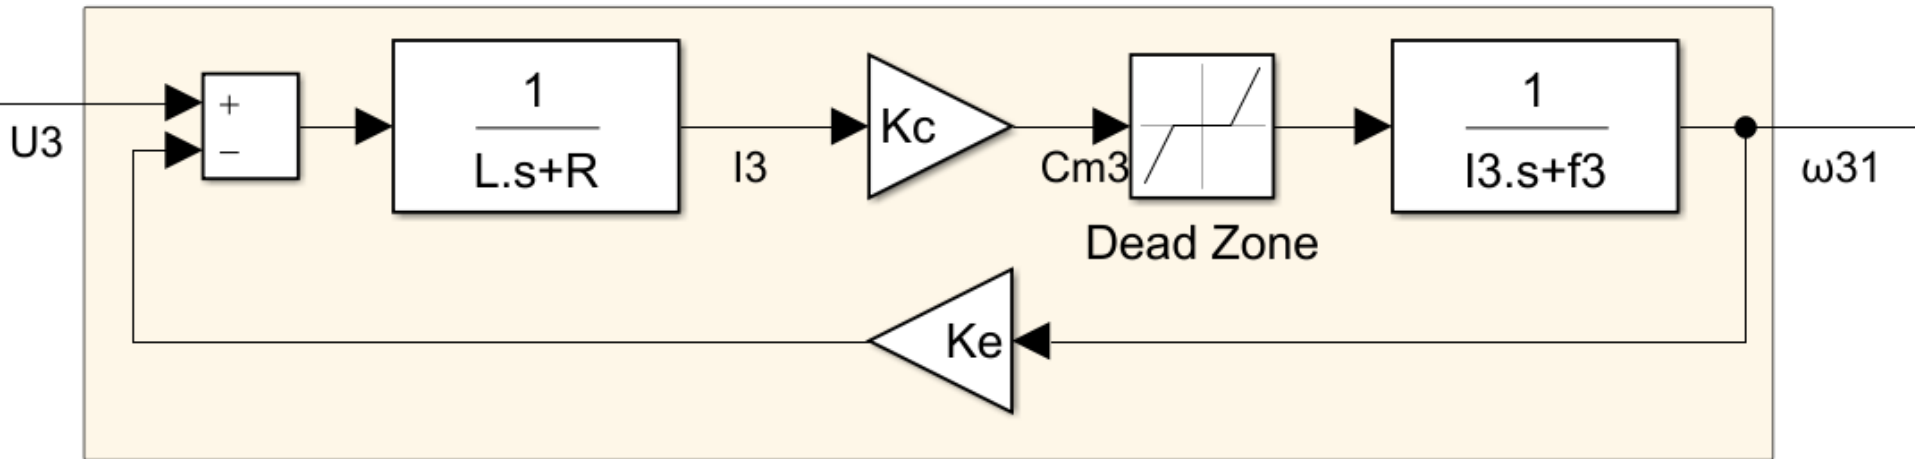 U3
+
−
1
L.s+R
I3
Kc
Cm3
Dead Zone
1
I3.s+f3
ω31
Ke